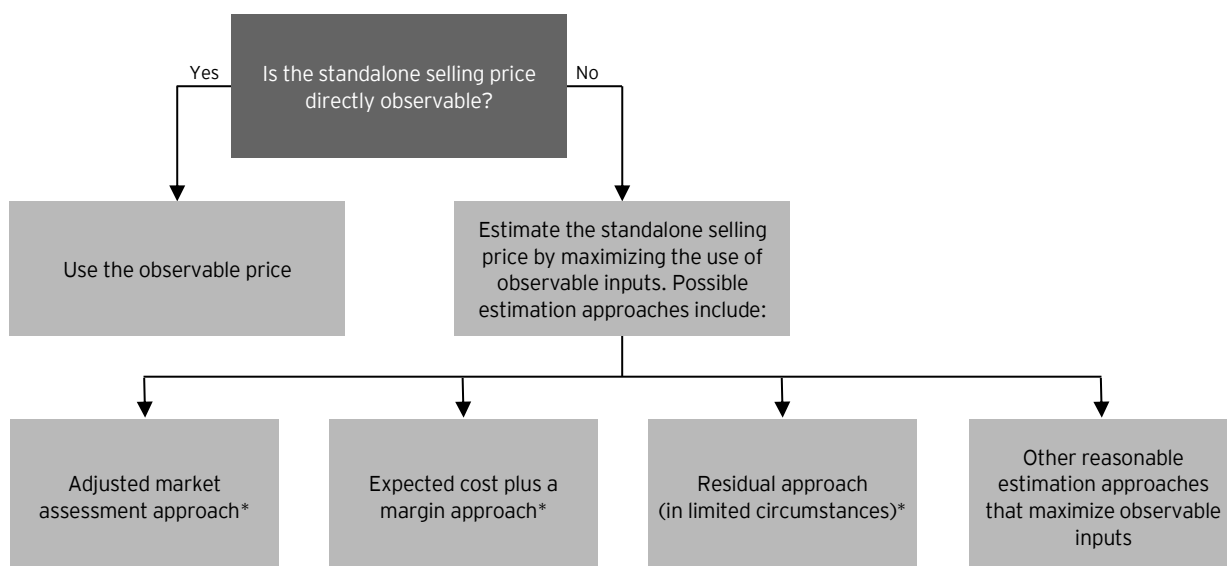 Yes
Is the standalone selling price
directly observable?
No
Use the observable price
Estimate the standalone selling
price by maximizing the use of
observable inputs. Possible
estimation approaches include:
Adjusted market
assessment approach*
Expected cost plus a
margin approach*
Residual approach
(in limited circumstances)*
Other reasonable
estimation approaches
that maximize observable
inputs